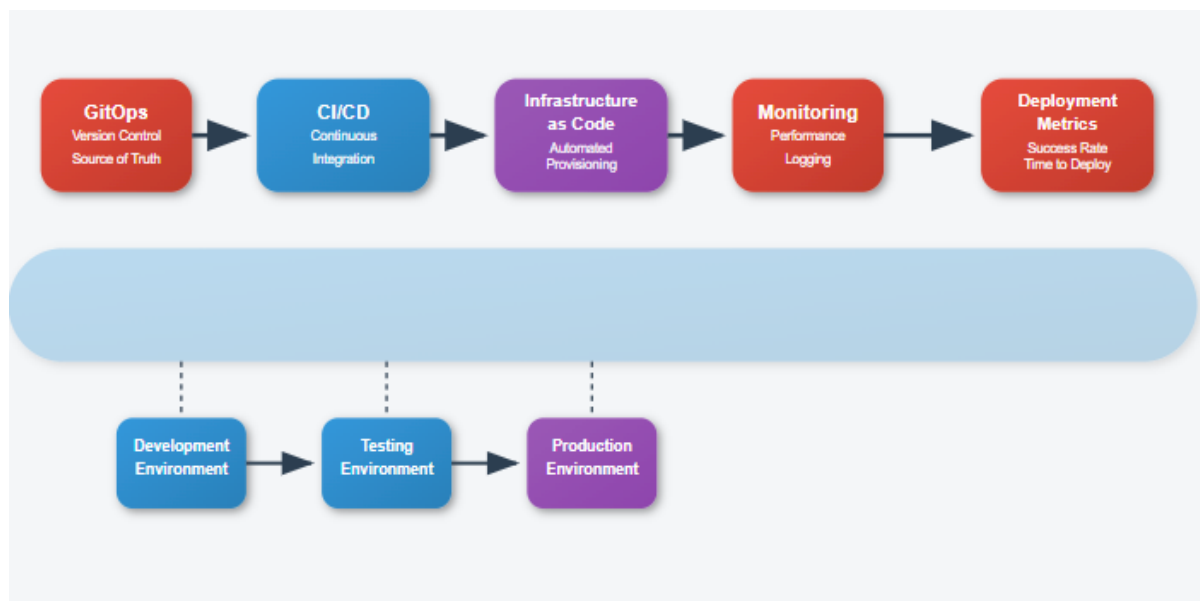 GitOps
Version Control
Source of Truth
CI/CD
Continuous
Integration
Infrastructure
as Code
Automated
Provisioning
Monitoring
Performance
Logging
Deployment
Metrics
Success Rate
Time to Deploy
Development
Environment
Testing
Environment
Production
Environment